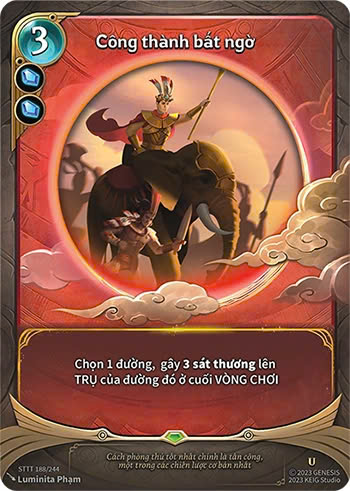 3
Công thành bất ngờ
Chọn 1 đường, gây 3 sát thương lên
TRỤ của đường đó ở cuối VÒNG CHƠI
Cách phòng thủ tốt nhất chính là tấn công,
một trong các chiến lược cơ bản nhất
STTT 188/244
Luminita Phạm
U
© 2023 GENESIS
2023 KEIG Studio